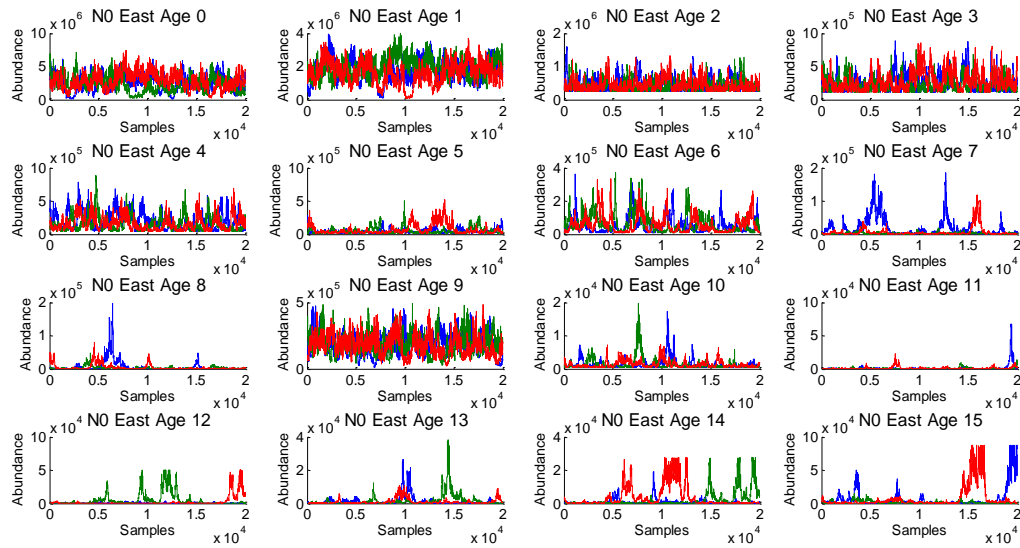 N0 East Age 0
x 10^6
10
5
0
Abundance
0 0.5 1 1.5 2
Samples
x 10^4
N0 East Age 1
x 10^6
4
2
0
Abundance
0 0.5 1 1.5 2
Samples
x 10^4
N0 East Age 2
x 10^6
2
1
0
Abundance
0 0.5 1 1.5 2
Samples
x 10^4
N0 East Age 3
x 10^5
10
5
0
Abundance
0 0.5 1 1.5 2
Samples
x 10^4
N0 East Age 4
x 10^5
10
5
0
Abundance
0 0.5 1 1.5 2
Samples
x 10^4
N0 East Age 5
x 10^5
10
5
0
Abundance
0 0.5 1 1.5 2
Samples
x 10^4
N0 East Age 6
x 10^5
4
2
0
Abundance
0 0.5 1 1.5 2
Samples
x 10^4
N0 East Age 7
x 10^5
2
1
0
Abundance
0 0.5 1 1.5 2
Samples
x 10^4
N0 East Age 8
x 10^5
2
1
0
Abundance
0 0.5 1 1.5 2
Samples
x 10^4
N0 East Age 9
x 10^5
5
0
Abundance
0 0.5 1 1.5 2
Samples
x 10^4
N0 East Age 10
x 10^4
4
2
0
Abundance
0 0.5 1 1.5 2
Samples
x 10^4
N0 East Age 11
x 10^4
10
5
0
Abundance
0 0.5 1 1.5 2
Samples
x 10^4
N0 East Age 12
x 10^4
10
5
0
Abundance
0 0.5 1 1.5 2
Samples
x 10^4
N0 East Age 13
x 10^4
4
2
0
Abundance
0 0.5 1 1.5 2
Samples
x 10^4
N0 East Age 14
x 10^4
4
2
0
Abundance
0 0.5 1 1.5 2
Samples
x 10^4
N0 East Age 15
x 10^4
10
5
0
Abundance
0 0.5 1 1.5 2
Samples
x 10^4